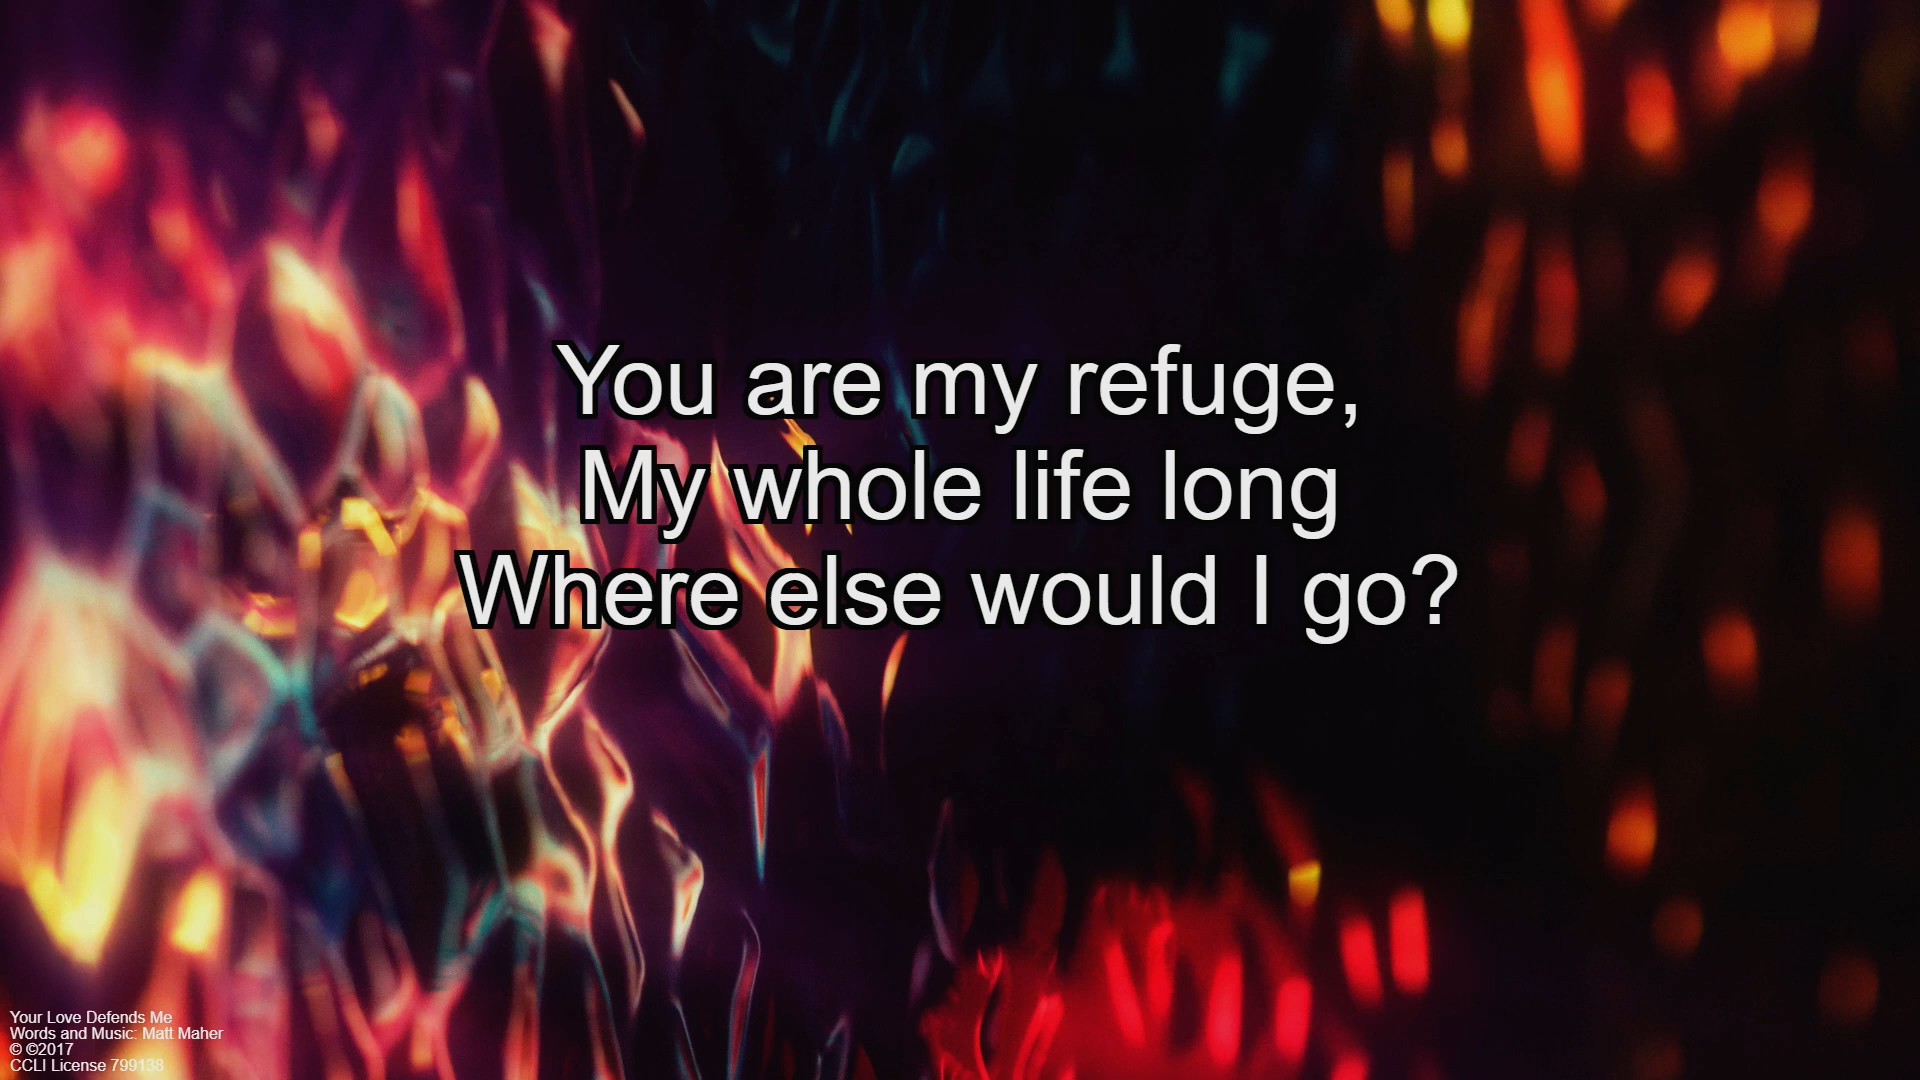 You are my refuge,
My whole life long
Where else would I go?
Your Love Defends Me
Words and Music: Matt Maher
© ©2017
CCLI License 799138